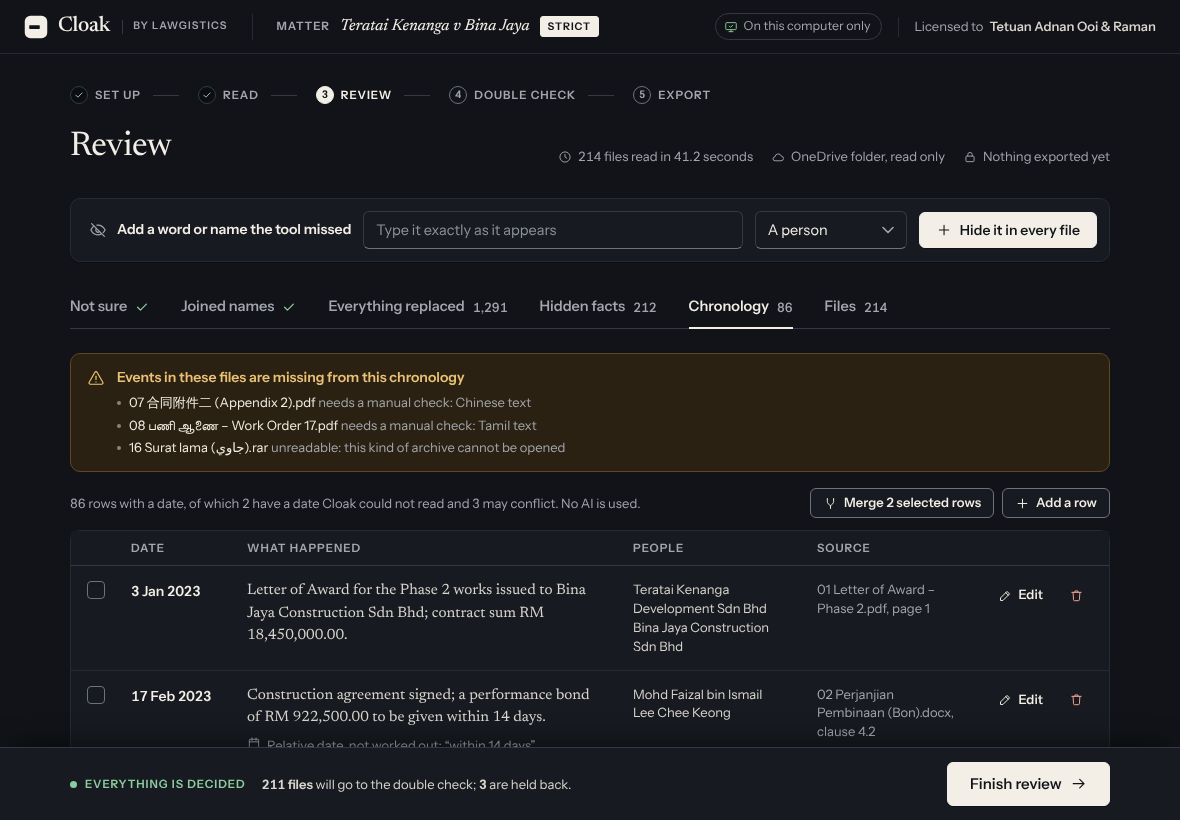 Cloak BY LAWGISTICS MATTER Teratai Kenanga v Bina Jaya STRICT On this computer only Licensed to Tetuan Adnan Ooi & Raman
SET UP READ 3 REVIEW 4 DOUBLE CHECK 5 EXPORT
Review
214 files read in 41.2 seconds OneDrive folder, read only Nothing exported yet
Add a word or name the tool missed Type it exactly as it appears A person Hide it in every file
Not sure Joined names Everything replaced 1,291 Hidden facts 212 Chronology 86 Files 214
Events in these files are missing from this chronology
07 合同附件二 (Appendix 2).pdf needs a manual check: Chinese text
08 பணி ஆணை – Work Order 17.pdf needs a manual check: Tamil text
16 Surat lama (جاوي).rar unreadable: this kind of archive cannot be opened
86 rows with a date, of which 2 have a date Cloak could not read and 3 may conflict. No AI is used.
Merge 2 selected rows Add a row
DATE WHAT HAPPENED PEOPLE SOURCE
3 Jan 2023
Letter of Award for the Phase 2 works issued to Bina
Jaya Construction Sdn Bhd; contract sum RM
18,450,000.00.
Teratai Kenanga
Development Sdn Bhd
Bina Jaya Construction
Sdn Bhd
01 Letter of Award –
Phase 2.pdf, page 1
Edit
17 Feb 2023
Construction agreement signed; a performance bond
of RM 922,500.00 to be given within 14 days.
Relative date, not worked out: “within 14 days”
Mohd Faizal bin Ismail
Lee Chee Keong
02 Perjanjian
Pembinaan (Bon).docx,
clause 4.2
Edit
EVERYTHING IS DECIDED 211 files will go to the double check; 3 are held back. Finish review